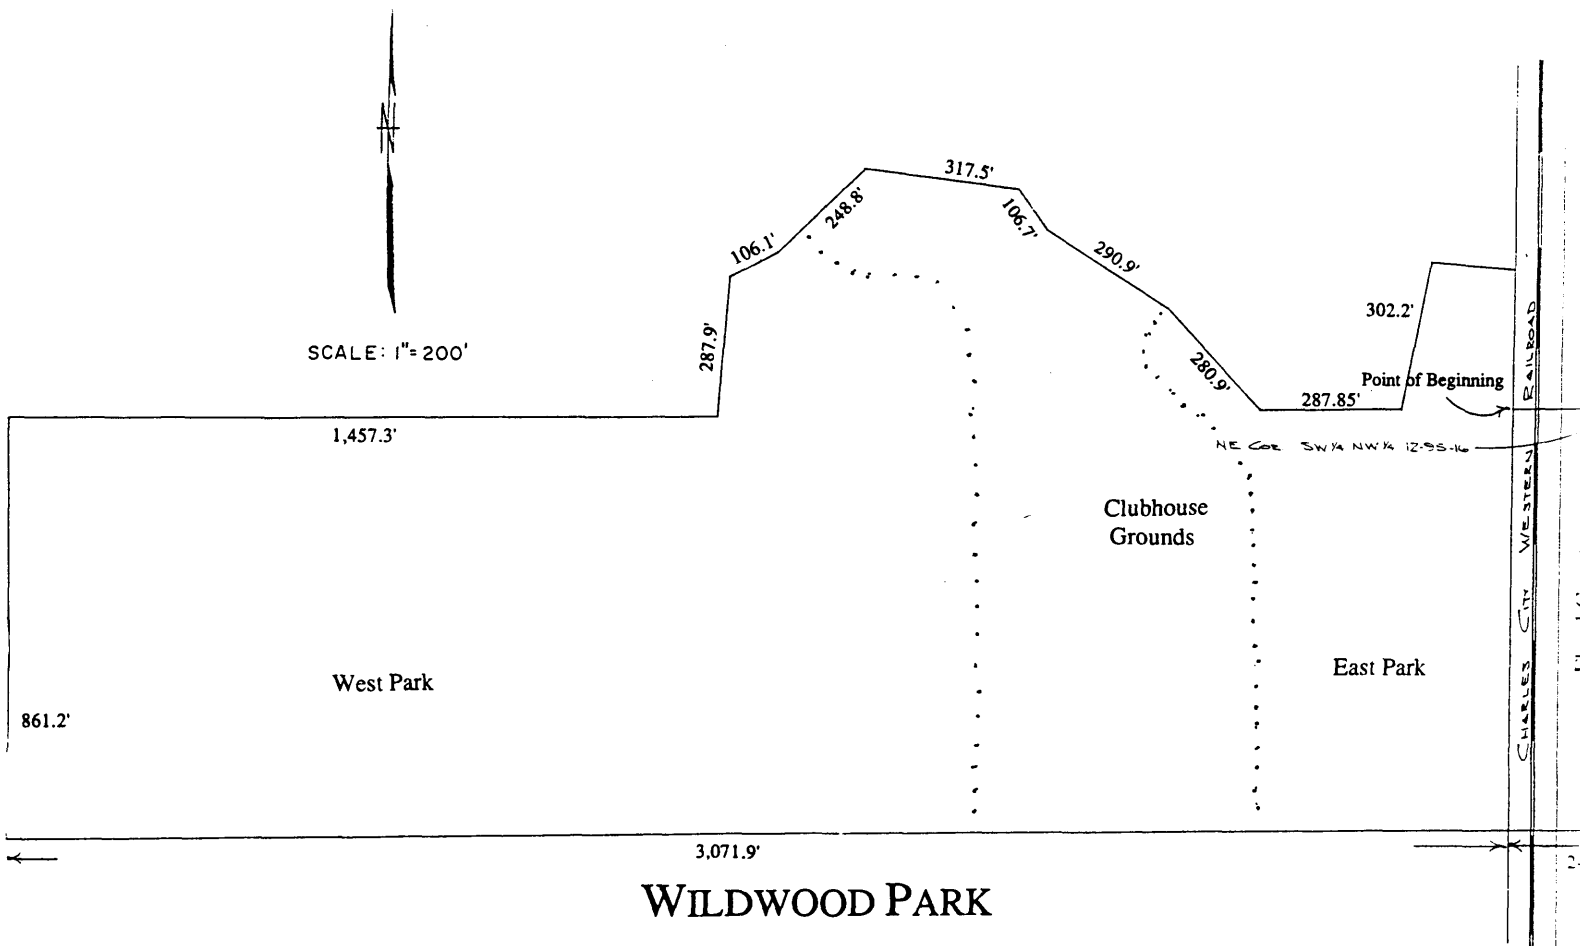 N
317.5'
248.8'
106.7'
106.1'
290.9'
302.2'
SCALE: 1"=200'
287.9'
280.9'
Point of Beginning
287.85'
1,457.3'
NE COR SW¼ NW¼ 12-95-16
Clubhouse
Grounds
CHARLES CITY WESTERN RAILROAD
West Park
East Park
861.2'
3,071.9'
WILDWOOD PARK